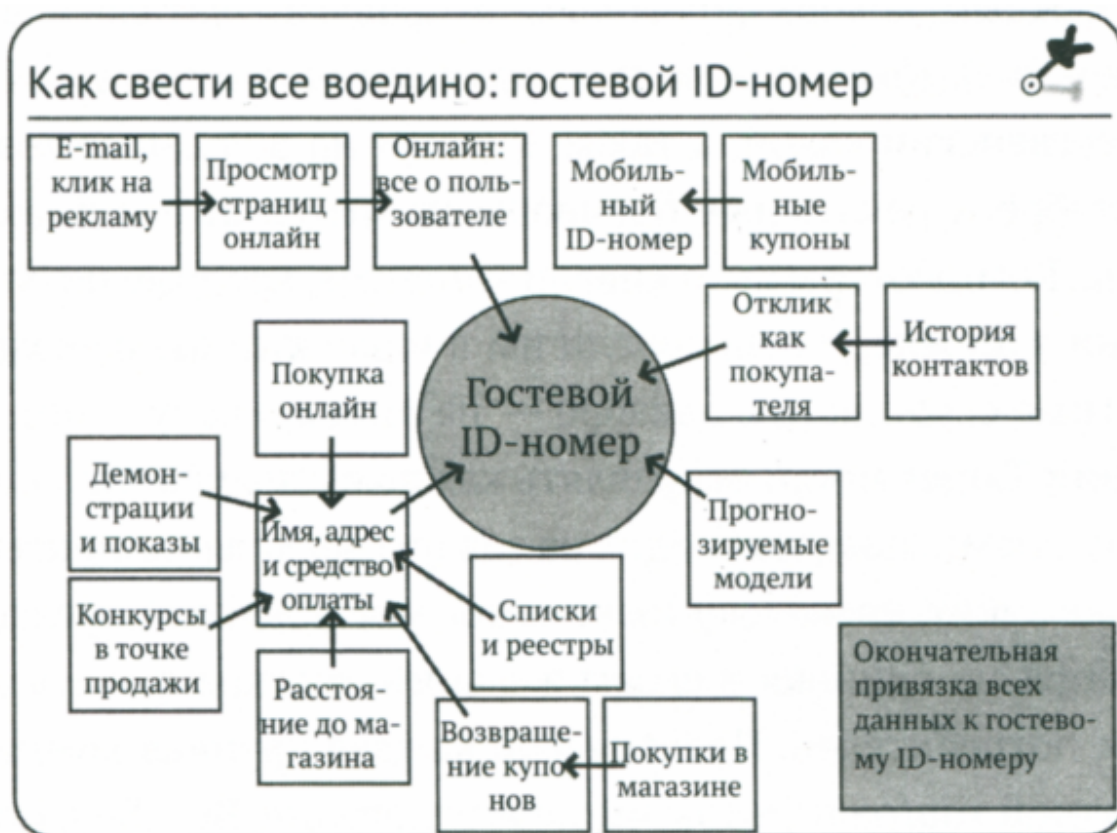 Как свести все воедино: гостевой ID-номер
E-mail,
клик на
рекламу
Просмотр
страниц
онлайн
Онлайн:
все о поль-
зователе
Мобиль-
ный
ID-номер
Мобиль-
ные
купоны
Отклик
как
покупа-
теля
История
контактов
Покупка
онлайн
Гостевой
ID-номер
Демон-
страции
и показы
Имя, адрес
и средство
оплаты
Прогно-
зируемые
модели
Конкурсы
в точке
продажи
Списки
и реестры
Расстоя-
ние до ма-
газина
Возвраще-
ние купо
нов
Покупки в
магазине
Окончательная
привязка всех
данных к гостево-
му ID-номеру